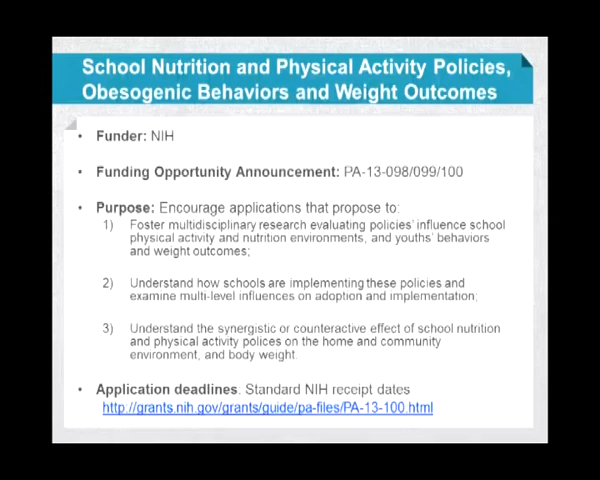 School Nutrition and Physical Activity Policies,
Obesogenic Behaviors and Weight Outcomes
• Funder: NIH
• Funding Opportunity Announcement: PA-13-098/099/100
• Purpose: Encourage applications that propose to:
1) Foster multidisciplinary research evaluating policies' influence school
physical activity and nutrition environments, and youths' behaviors
and weight outcomes;
2) Understand how schools are implementing these policies and
examine multi-level influences on adoption and implementation;
3) Understand the synergistic or counteractive effect of school nutrition
and physical activity polices on the home and community
environment, and body weight.
• Application deadlines: Standard NIH receipt dates
http://grants.nih.gov/grants/guide/pa-files/PA-13-100.html